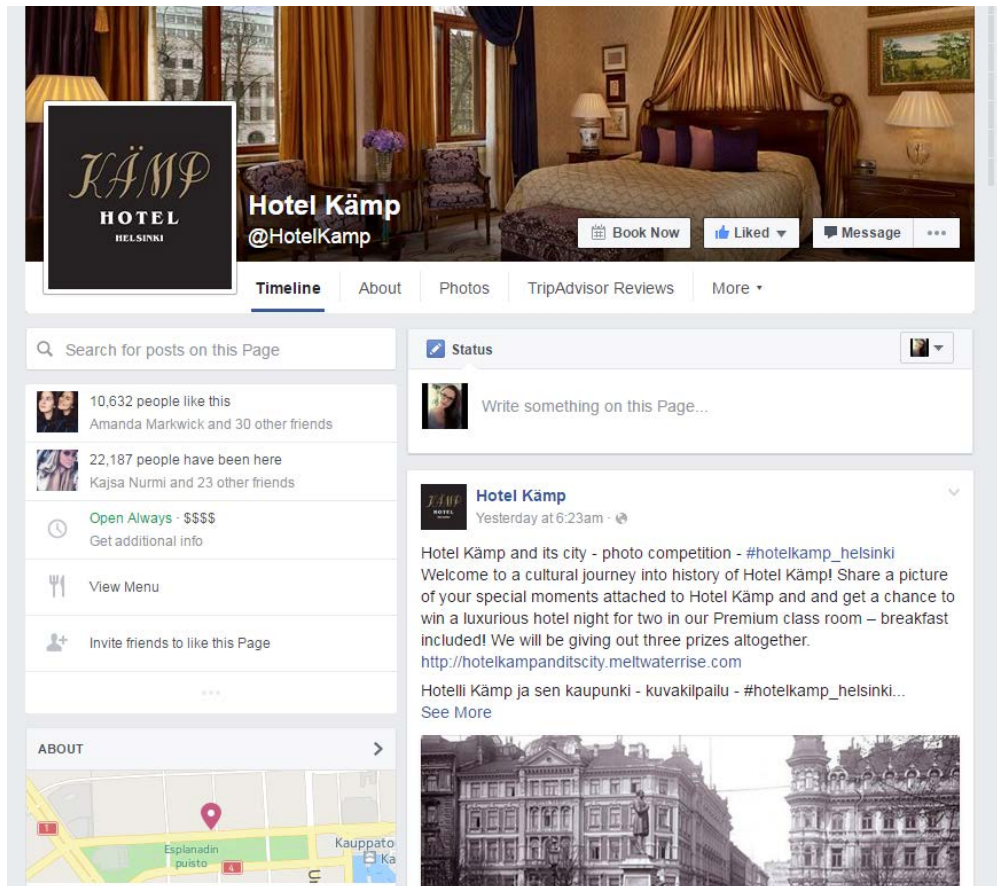 KÄMP
HOTEL
HELSINKI
Hotel Kämp
@HotelKamp
Book Now
Liked
Message
Timeline
About
Photos
TripAdvisor Reviews
More
Search for posts on this Page
10,632 people like this
Amanda Markwick and 30 other friends
22,187 people have been here
Kajsa Nurmi and 23 other friends
Open Always · $$$$
Get additional info
View Menu
Invite friends to like this Page
ABOUT
1
Esplanadin
puisto
4
Kauppato
Ka
Status
Write something on this Page...
KÄMP
HOTEL
Hotel Kämp
Yesterday at 6:23am ·
Hotel Kämp and its city - photo competition - #hotelkamp_helsinki
Welcome to a cultural journey into history of Hotel Kämp! Share a picture
of your special moments attached to Hotel Kämp and and get a chance to
win a luxurious hotel night for two in our Premium class room – breakfast
included! We will be giving out three prizes altogether.
http://hotelkampanditscity.meltwaterrise.com
Hotelli Kämp ja sen kaupunki - kuvakilpailu - #hotelkamp_helsinki...
See More